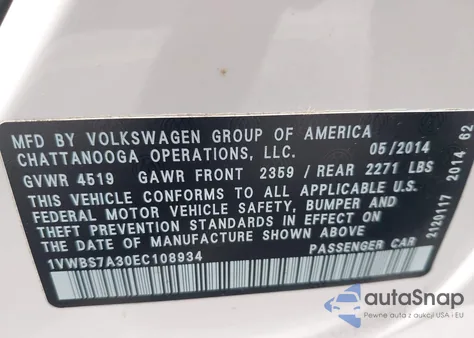 MFD BY VOLKSWAGEN GROUP OF AMERICA
CHATTANOOGA OPERATIONS, LLC. 05/2014
GVWR 4519 GAWR FRONT 2359 / REAR 2271 LBS
THIS VEHICLE CONFORMS TO ALL APPLICABLE U.S.
FEDERAL MOTOR VEHICLE SAFETY, BUMPER AND
THEFT PREVENTION STANDARDS IN EFFECT ON THE
DATE OF MANUFACTURE SHOWN ABOVE
1VWBS7A30EC108934 PASSENGER CAR
2120117 2014 62
autaSnap
Pojazdy z aukcji USA i EU